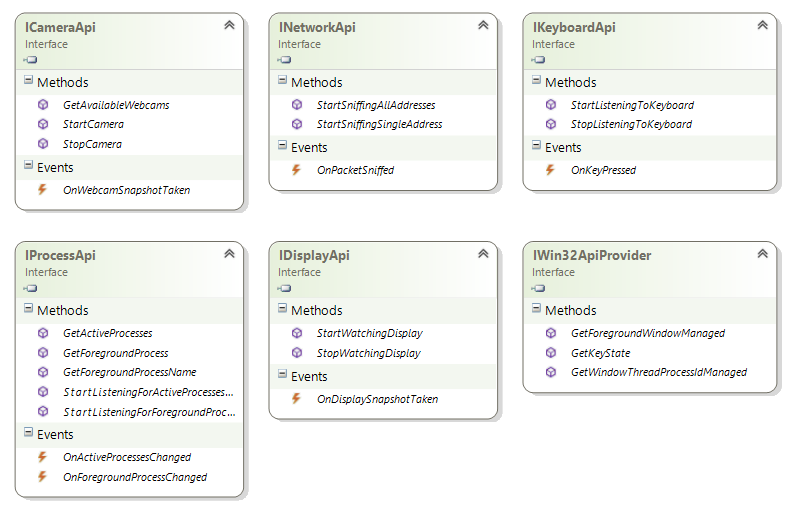 ICameraApi
Interface
Methods
GetAvailableWebcams
StartCamera
StopCamera
Events
OnWebcamSnapshotTaken
INetworkApi
Interface
Methods
StartSniffingAllAddresses
StartSniffingSingleAddress
Events
OnPacketSniffed
IKeyboardApi
Interface
Methods
StartListeningToKeyboard
StopListeningToKeyboard
Events
OnKeyPressed
IProcessApi
Interface
Methods
GetActiveProcesses
GetForegroundProcess
GetForegroundProcessName
StartListeningForActiveProcesses...
StartListeningForForegroundProc...
Events
OnActiveProcessesChanged
OnForegroundProcessChanged
IDisplayApi
Interface
Methods
StartWatchingDisplay
StopWatchingDisplay
Events
OnDisplaySnapshotTaken
IWin32ApiProvider
Interface
Methods
GetForegroundWindowManaged
GetKeyState
GetWindowThreadProcessIdManaged